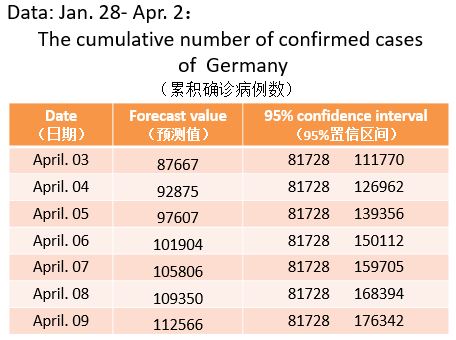 Data: Jan. 28- Apr. 2：
The cumulative number of confirmed cases
of Germany
（累积确诊病例数）
Date Forecast value 95% confidence interval
（日期） （预测值） （95%置信区间）
April. 03 87667 81728 111770
April. 04 92875 81728 126962
April. 05 97607 81728 139356
April. 06 101904 81728 150112
April. 07 105806 81728 159705
April. 08 109350 81728 168394
April. 09 112566 81728 176342